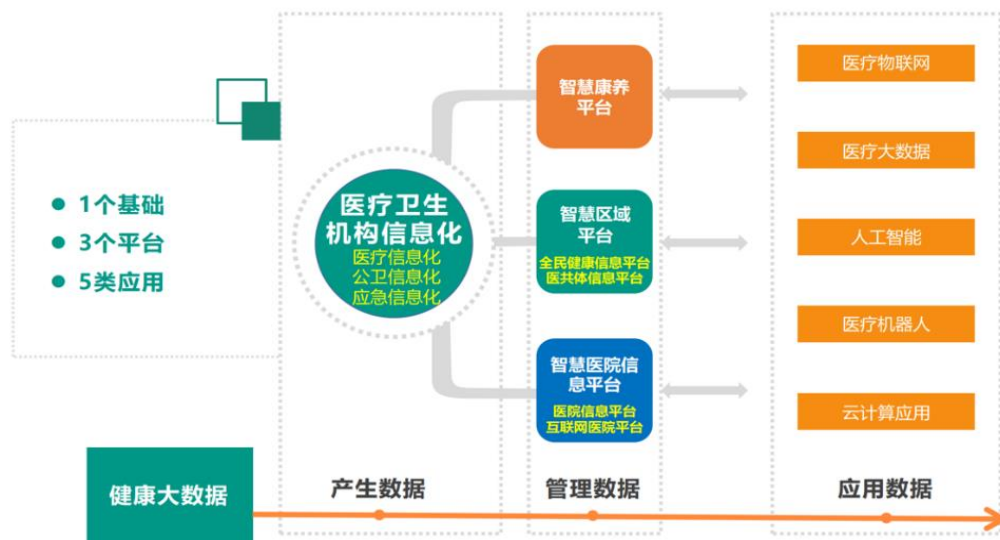 1个基础
3个平台
5类应用
医疗卫生
机构信息化
医疗信息化
公卫信息化
应急信息化
智慧康养
平台
智慧区域
平台
全民健康信息平台
医共体信息平台
智慧医院信
息平台
医院信息平台
互联网医院平台
医疗物联网
医疗大数据
人工智能
医疗机器人
云计算应用
健康大数据
产生数据
管理数据
应用数据